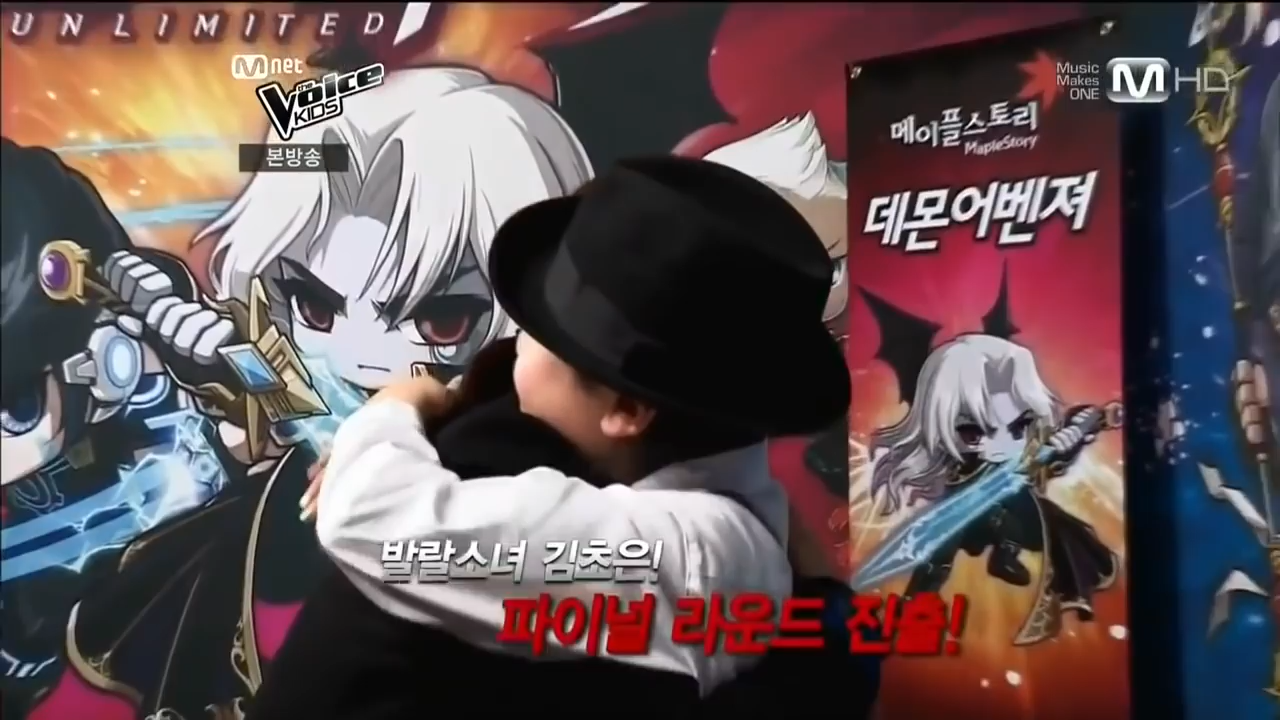 UNLIMITED
Mnet
The Voice
KIDS
본방송
Music
Makes
ONE
M HD
메이플스토리
MapleStory
데몬어벤져
발랄소녀 김초은!
파이널 라운드 진출!